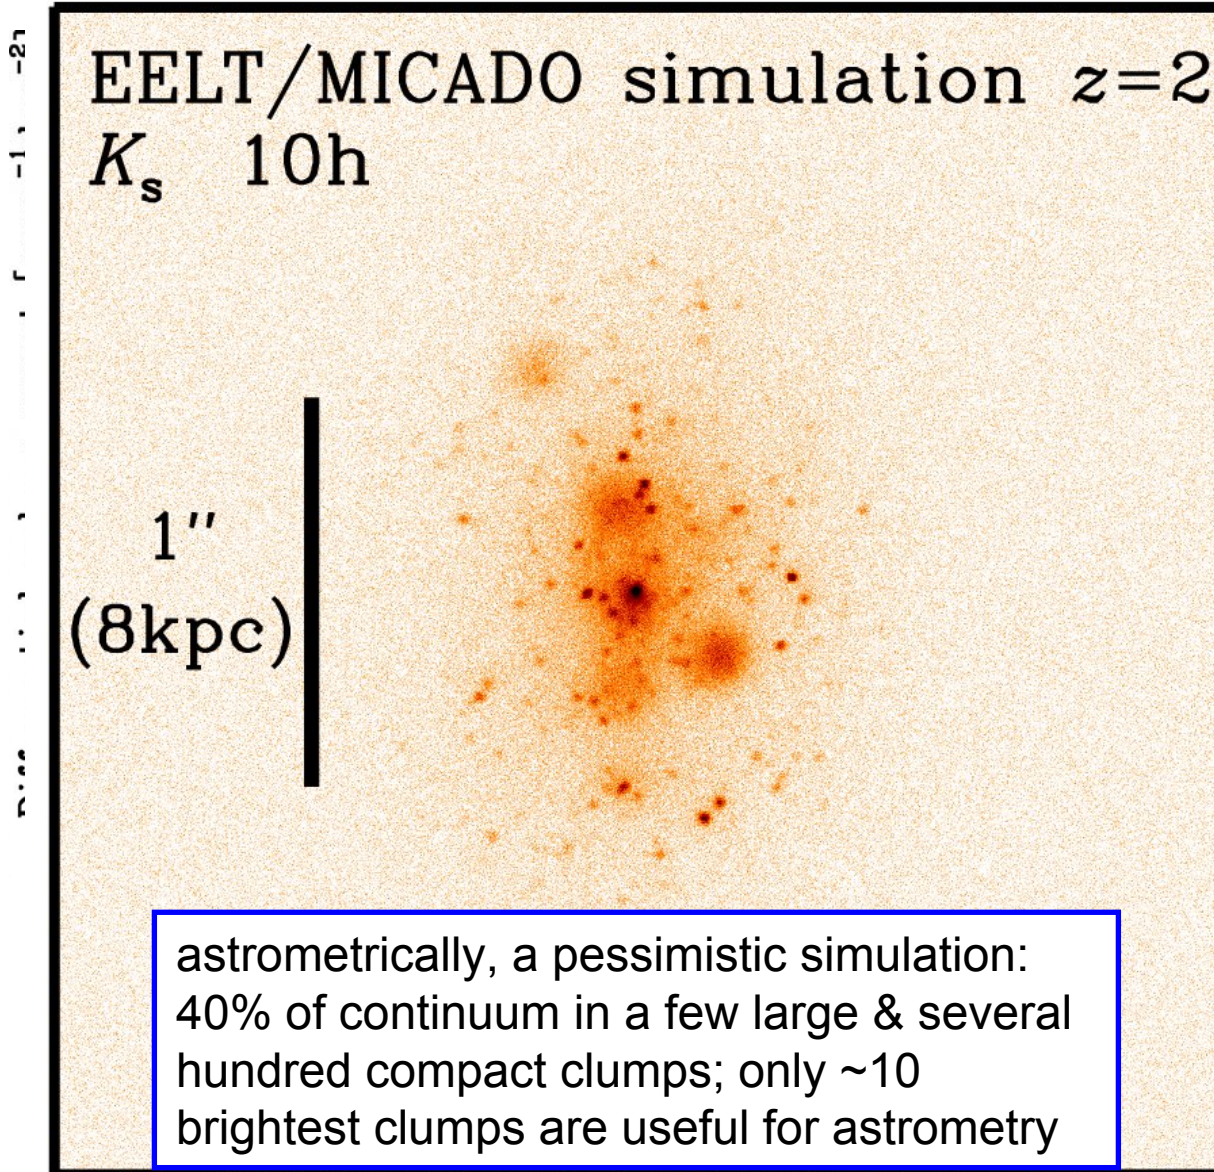 EELT/MICADO simulation z=2
Ks 10h
1″
(8kpc)
astrometrically, a pessimistic simulation:
40% of continuum in a few large & several
hundred compact clumps; only ~10
brightest clumps are useful for astrometry